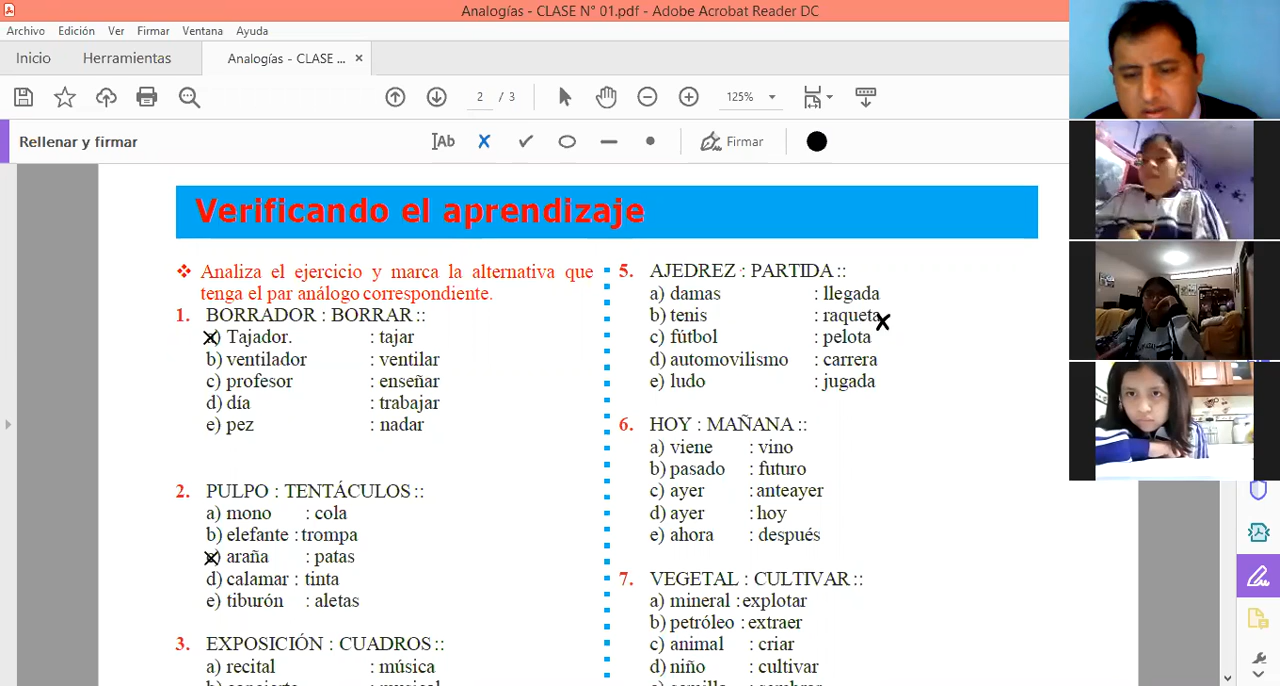 Analogías - CLASE N° 01.pdf - Adobe Acrobat Reader DC
Archivo Edición Ver Firmar Ventana Ayuda
Inicio Herramientas Analogías - CLASE ... ×
2 / 3 125%
Rellenar y firmar Ab Firmar
Verificando el aprendizaje
Analiza el ejercicio y marca la alternativa que
tenga el par análogo correspondiente.
1. BORRADOR : BORRAR ::
a) Tajador. : tajar
b) ventilador : ventilar
c) profesor : enseñar
d) día : trabajar
e) pez : nadar
2. PULPO : TENTÁCULOS ::
a) mono : cola
b) elefante : trompa
c) araña : patas
d) calamar : tinta
e) tiburón : aletas
3. EXPOSICIÓN : CUADROS ::
a) recital : música
5. AJEDREZ : PARTIDA ::
a) damas : llegada
b) tenis : raqueta
c) fútbol : pelota
d) automovilismo : carrera
e) ludo : jugada
6. HOY : MAÑANA ::
a) viene : vino
b) pasado : futuro
c) ayer : anteayer
d) ayer : hoy
e) ahora : después
7. VEGETAL : CULTIVAR ::
a) mineral : explotar
b) petróleo : extraer
c) animal : criar
d) niño : cultivar